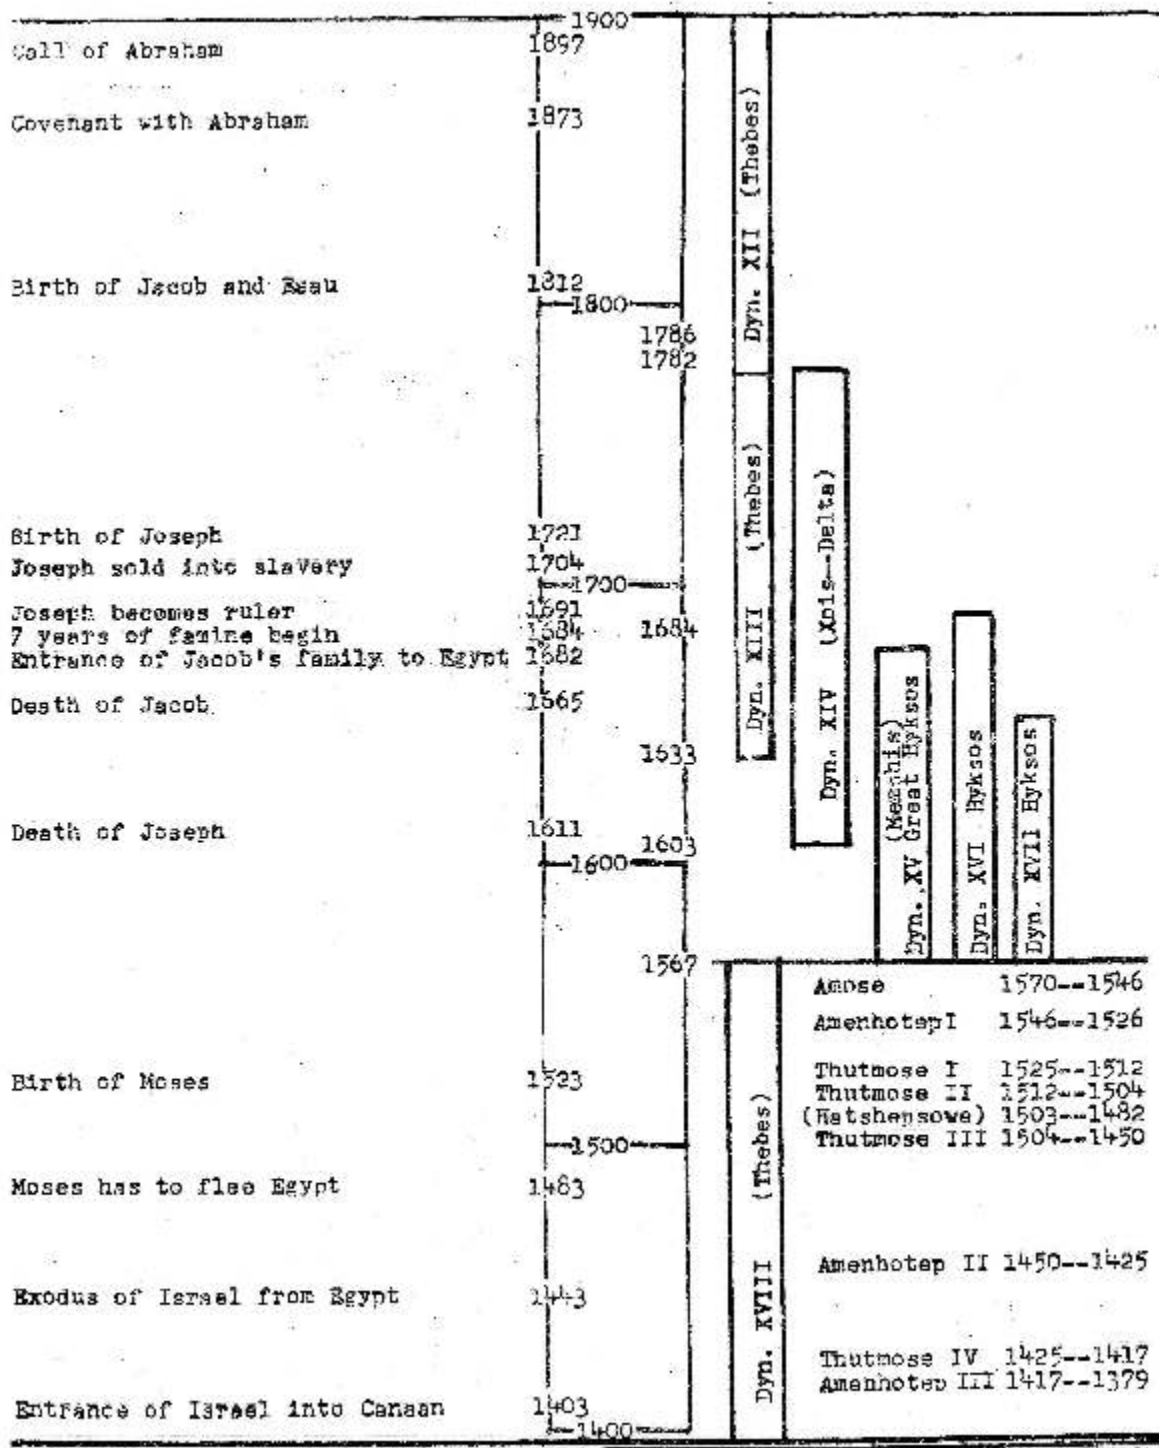 1900
Call of Abraham 1897
Covenant with Abraham 1873
Birth of Jacob and Esau 1812
1800
1786
1782
Birth of Joseph 1721
Joseph sold into slavery 1704
1700
Joseph becomes ruler 1691
7 years of famine begin 1684 1684
Entrance of Jacob's family to Egypt 1682
Death of Jacob 1665
1633
Death of Joseph 1611
1603
1600
1567
Birth of Moses 1523
1500
Moses has to flee Egypt 1483
Exodus of Israel from Egypt 1443
Entrance of Israel into Canaan 1403
1400
Dyn. XII (Thebes)
Dyn. XIII (Thebes)
Dyn. XIV (Xois--Delta)
(Memphis)
Dyn. XV Great Hyksos
Dyn. XVI Hyksos
Dyn. XVII Hyksos
Dyn. XVIII (Thebes)
Amose 1570--1546
Amenhotep I 1546--1526
Thutmose I 1525--1512
Thutmose II 1512--1504
(Hatshepsowe) 1503--1482
Thutmose III 1504--1450
Amenhotep II 1450--1425
Thutmose IV 1425--1417
Amenhotep III 1417--1379